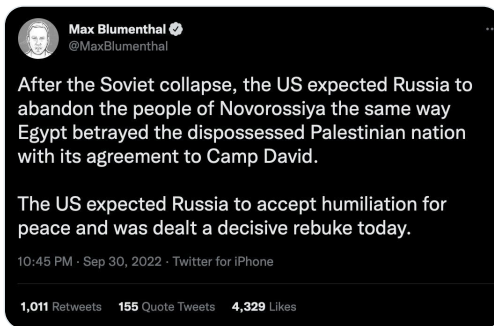 Max Blumenthal
@MaxBlumenthal
After the Soviet collapse, the US expected Russia to
abandon the people of Novorossiya the same way
Egypt betrayed the dispossessed Palestinian nation
with its agreement to Camp David.
The US expected Russia to accept humiliation for
peace and was dealt a decisive rebuke today.
10:45 PM · Sep 30, 2022 · Twitter for iPhone
1,011 Retweets 155 Quote Tweets 4,329 Likes